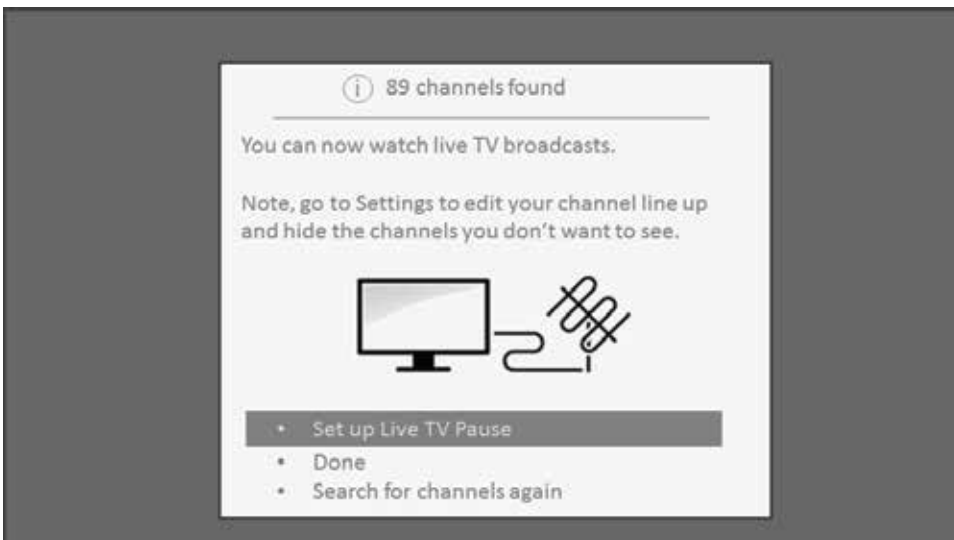 89 channels found
You can now watch live TV broadcasts.
Note, go to Settings to edit your channel line up
and hide the channels you don't want to see.
• Set up Live TV Pause
• Done
• Search for channels again